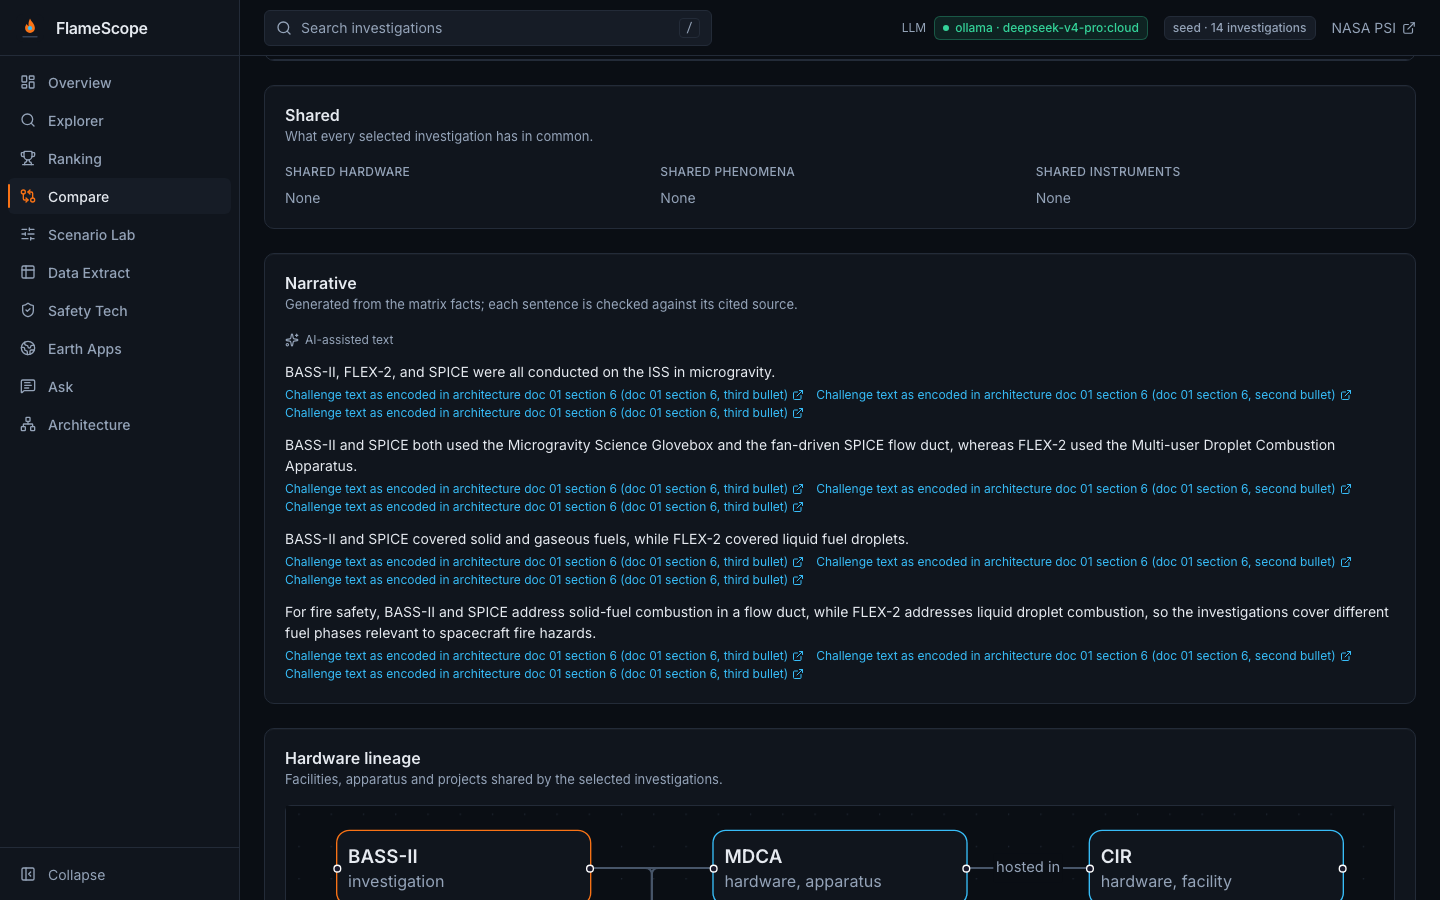 FlameScope
Search investigations
/
LLM
ollama · deepseek-v4-pro:cloud
seed · 14 investigations
NASA PSI
Overview
Explorer
Ranking
Compare
Scenario Lab
Data Extract
Safety Tech
Earth Apps
Ask
Architecture
Collapse
Shared
What every selected investigation has in common.
SHARED HARDWARE
SHARED PHENOMENA
SHARED INSTRUMENTS
None
None
None
Narrative
Generated from the matrix facts; each sentence is checked against its cited source.
AI-assisted text
BASS-II, FLEX-2, and SPICE were all conducted on the ISS in microgravity.
Challenge text as encoded in architecture doc 01 section 6 (doc 01 section 6, third bullet) Challenge text as encoded in architecture doc 01 section 6 (doc 01 section 6, second bullet)
Challenge text as encoded in architecture doc 01 section 6 (doc 01 section 6, third bullet)
BASS-II and SPICE both used the Microgravity Science Glovebox and the fan-driven SPICE flow duct, whereas FLEX-2 used the Multi-user Droplet Combustion
Apparatus.
Challenge text as encoded in architecture doc 01 section 6 (doc 01 section 6, third bullet) Challenge text as encoded in architecture doc 01 section 6 (doc 01 section 6, second bullet)
Challenge text as encoded in architecture doc 01 section 6 (doc 01 section 6, third bullet)
BASS-II and SPICE covered solid and gaseous fuels, while FLEX-2 covered liquid fuel droplets.
Challenge text as encoded in architecture doc 01 section 6 (doc 01 section 6, third bullet) Challenge text as encoded in architecture doc 01 section 6 (doc 01 section 6, second bullet)
Challenge text as encoded in architecture doc 01 section 6 (doc 01 section 6, third bullet)
For fire safety, BASS-II and SPICE address solid-fuel combustion in a flow duct, while FLEX-2 addresses liquid droplet combustion, so the investigations cover different
fuel phases relevant to spacecraft fire hazards.
Challenge text as encoded in architecture doc 01 section 6 (doc 01 section 6, third bullet) Challenge text as encoded in architecture doc 01 section 6 (doc 01 section 6, second bullet)
Challenge text as encoded in architecture doc 01 section 6 (doc 01 section 6, third bullet)
Hardware lineage
Facilities, apparatus and projects shared by the selected investigations.
BASS-II
investigation
MDCA
hardware, apparatus
hosted in
CIR
hardware, facility